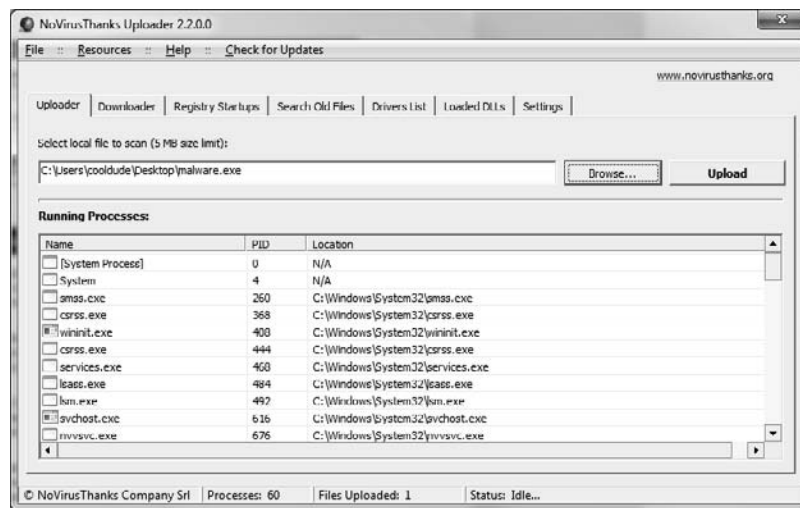 NoVirusThanks Uploader 2.2.0.0
File :: Resources :: Help :: Check for Updates
www.novirusthanks.org
Uploader Downloader Registry Startups Search Old Files Drivers List Loaded DLLs Settings
Select local file to scan (5 MB size limit):
C:\Users\cooldude\Desktop\malware.exe Browse... Upload
Running Processes:
Name PID Location
[System Process] 0 N/A
System 4 N/A
smss.exe 260 C:\Windows\System32\smss.exe
csrss.exe 368 C:\Windows\System32\csrss.exe
wininit.exe 408 C:\Windows\System32\wininit.exe
csrss.exe 444 C:\Windows\System32\csrss.exe
services.exe 468 C:\Windows\System32\services.exe
lsass.exe 484 C:\Windows\System32\lsass.exe
lsm.exe 492 C:\Windows\System32\lsm.exe
svchost.exe 616 C:\Windows\System32\svchost.exe
nvvsvc.exe 676 C:\Windows\System32\nvvsvc.exe
© NoVirusThanks Company Srl Processes: 60 Files Uploaded: 1 Status: Idle...